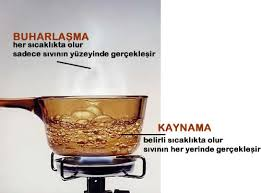 BUHARLAŞMA
her sıcaklıkta olur
sadece sıvının yüzeyinde gerçekleşir
KAYNAMA
belirli sıcaklıkta olur
sıvının her yerinde gerçekleşir